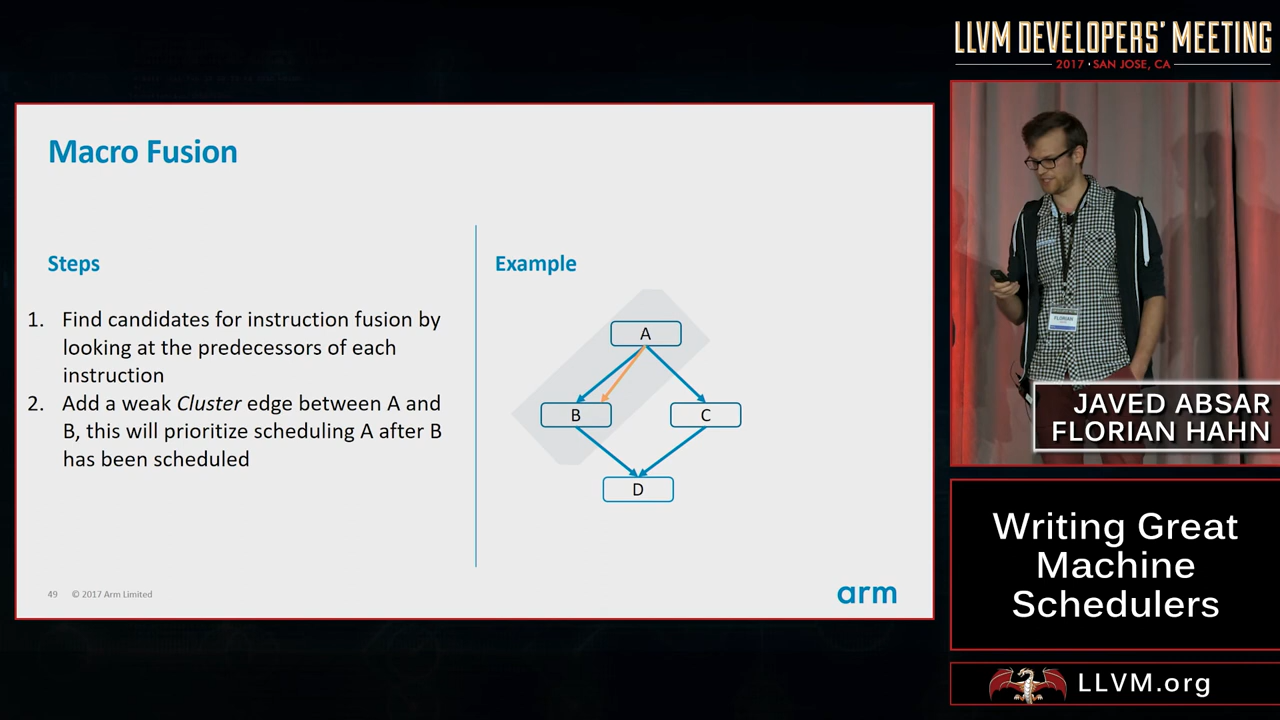 LLVM DEVELOPERS' MEETING
2017 • SAN JOSE, CA
Macro Fusion
Steps
1. Find candidates for instruction fusion by
looking at the predecessors of each
instruction
2. Add a weak Cluster edge between A and
B, this will prioritize scheduling A after B
has been scheduled
Example
A
B
C
D
49 © 2017 Arm Limited
arm
FLORIAN
JAVED ABSAR
FLORIAN HAHN
Writing Great
Machine
Schedulers
LLVM.org